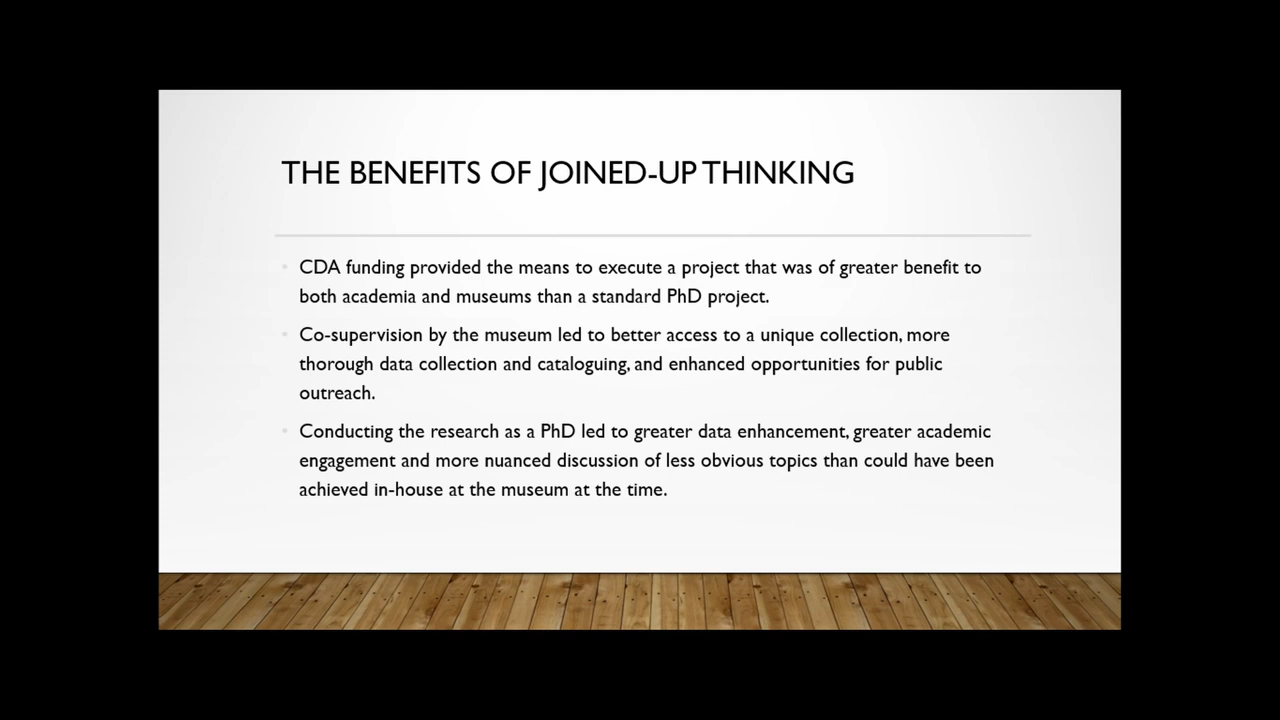 THE BENEFITS OF JOINED-UP THINKING
CDA funding provided the means to execute a project that was of greater benefit to
both academia and museums than a standard PhD project.
Co-supervision by the museum led to better access to a unique collection, more
thorough data collection and cataloguing, and enhanced opportunities for public
outreach.
Conducting the research as a PhD led to greater data enhancement, greater academic
engagement and more nuanced discussion of less obvious topics than could have been
achieved in-house at the museum at the time.